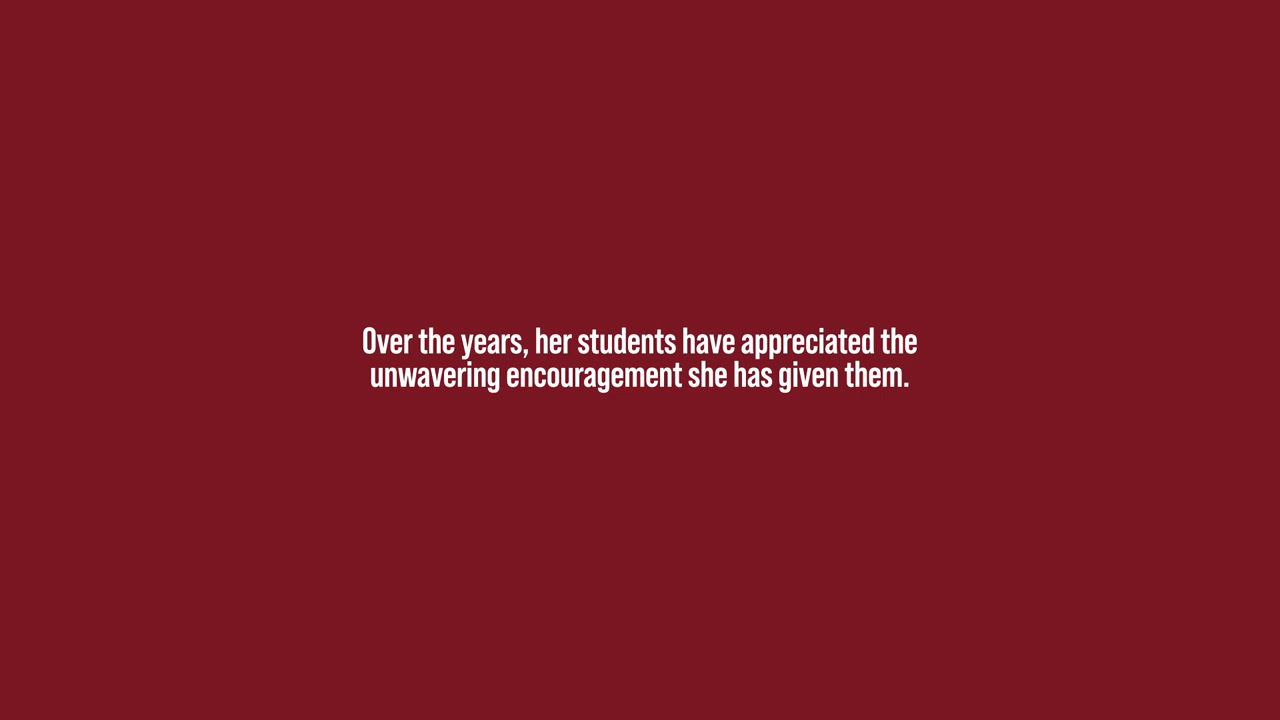 Over the years, her students have appreciated the
unwavering encouragement she has given them.